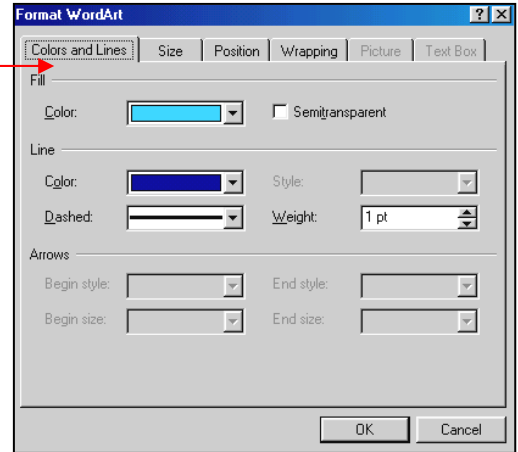 Format WordArt
Colors and Lines Size Position Wrapping Picture Text Box
Fill
Color: Semitransparent
Line
Color: Style:
Dashed: Weight: 1 pt
Arrows
Begin style: End style:
Begin size: End size:
OK Cancel